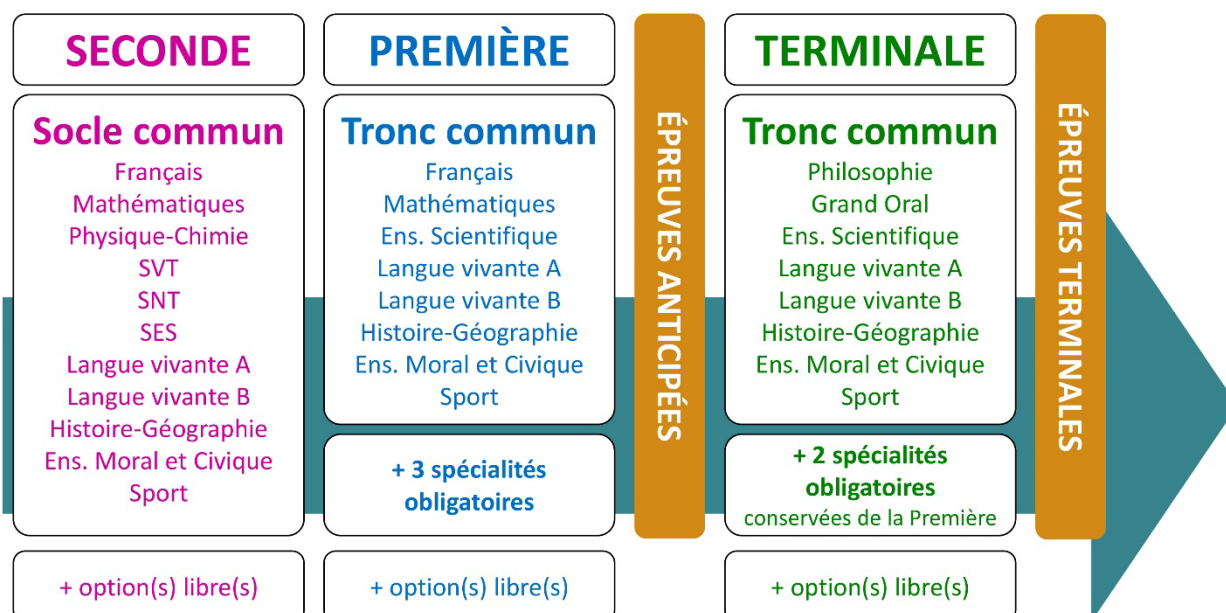 SECONDE
Socle commun
Français
Mathématiques
Physique-Chimie
SVT
SNT
SES
Langue vivante A
Langue vivante B
Histoire-Géographie
Ens. Moral et Civique
Sport
+ option(s) libre(s)
PREMIÈRE
Tronc commun
Français
Mathématiques
Ens. Scientifique
Langue vivante A
Langue vivante B
Histoire-Géographie
Ens. Moral et Civique
Sport
+ 3 spécialités
obligatoires
+ option(s) libre(s)
ÉPREUVES ANTICIPÉES
TERMINALE
Tronc commun
Philosophie
Grand Oral
Ens. Scientifique
Langue vivante A
Langue vivante B
Histoire-Géographie
Ens. Moral et Civique
Sport
+ 2 spécialités
obligatoires
conservées de la Première
+ option(s) libre(s)
ÉPREUVES TERMINALES